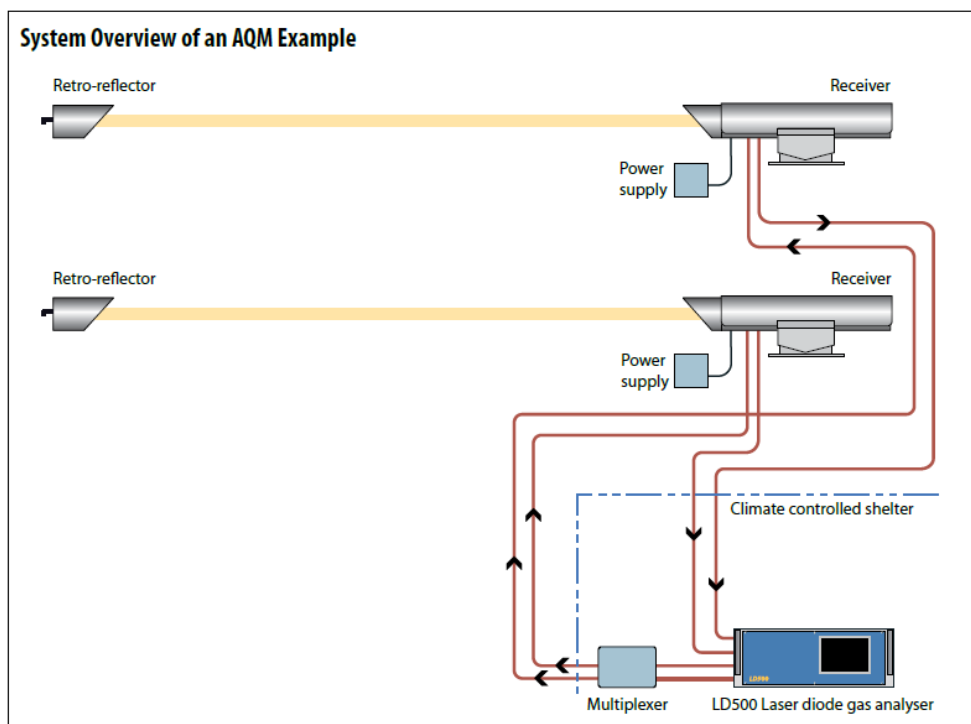 System Overview of an AQM Example
Retro-reflector
Receiver
Power
supply
Retro-reflector
Receiver
Power
supply
Climate controlled shelter
LD500
Multiplexer
LD500 Laser diode gas analyser